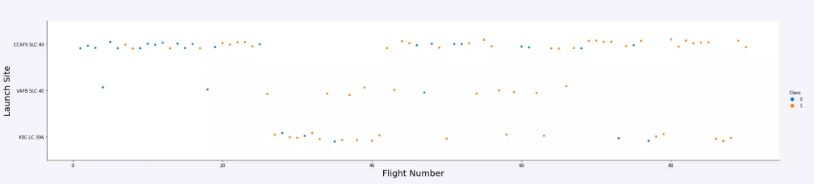 CCAFS SLC 40
VAFB SLC 4E
KSC LC 39A
Launch Site
0 20 40 60 80
Flight Number
Class
0
1